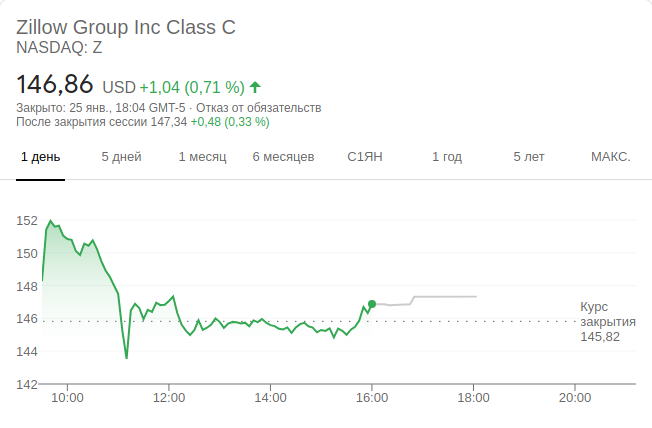 Zillow Group Inc Class C
NASDAQ: Z
146,86 USD +1,04 (0,71 %)
Закрыто: 25 янв., 18:04 GMT-5 · Отказ от обязательств
После закрытия сессии 147,34 +0,48 (0,33 %)
1 день 5 дней 1 месяц 6 месяцев С1ЯН 1 год 5 лет МАКС.
152
150
148
146
144
142
Курс
закрытия
145,82
10:00 12:00 14:00 16:00 18:00 20:00